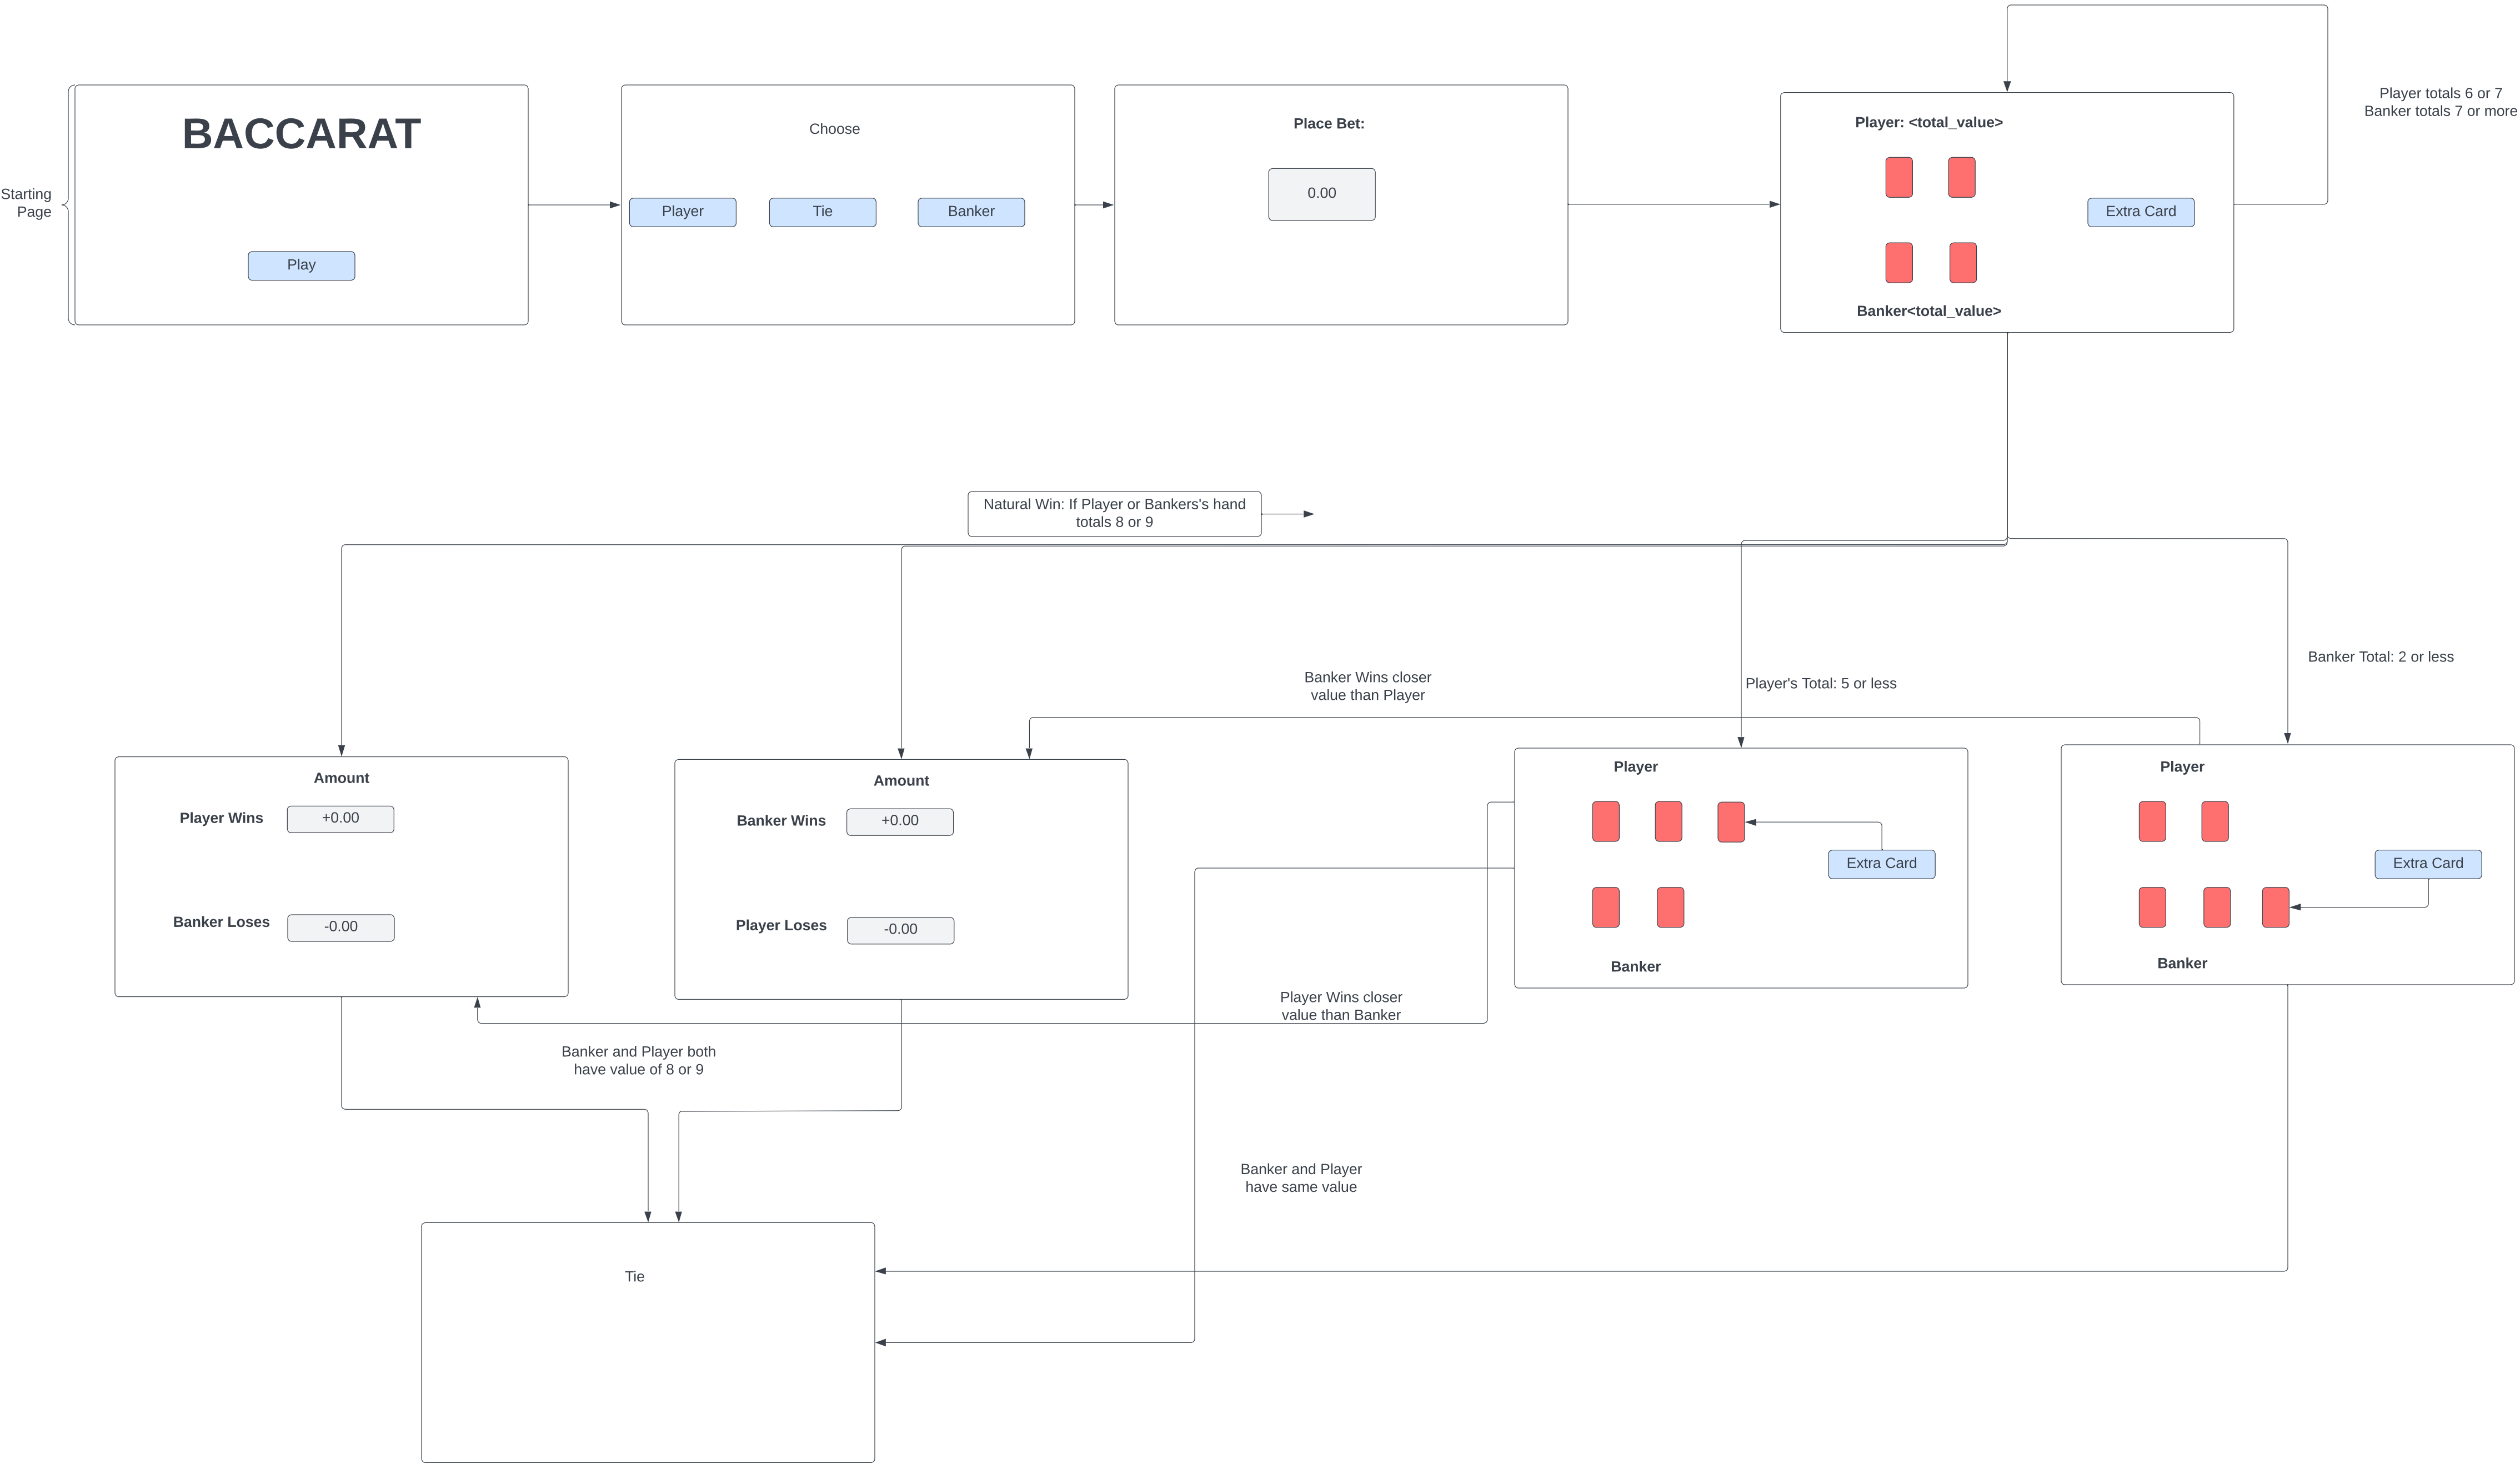 Starting
Page
BACCARAT
Play
Choose
Player
Tie
Banker
Place Bet:
0.00
Player: <total_value>
Extra Card
Banker<total_value>
Player totals 6 or 7
Banker totals 7 or more
Natural Win: If Player or Bankers's hand
totals 8 or 9
Banker Wins closer
value than Player
Player's Total: 5 or less
Banker Total: 2 or less
Amount
Player Wins
+0.00
Banker Loses
-0.00
Amount
Banker Wins
+0.00
Player Loses
-0.00
Player
Extra Card
Banker
Player
Extra Card
Banker
Player Wins closer
value than Banker
Banker and Player both
have value of 8 or 9
Banker and Player
have same value
Tie